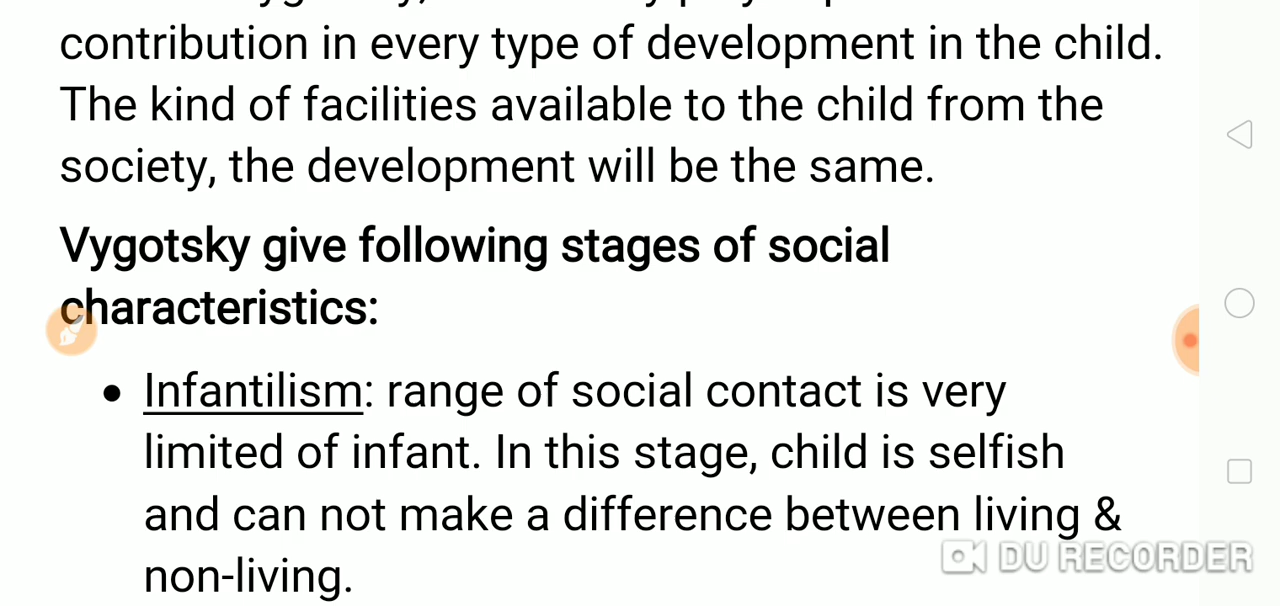 contribution in every type of development in the child.
The kind of facilities available to the child from the
society, the development will be the same.
Vygotsky give following stages of social
characteristics:
• Infantilism: range of social contact is very
limited of infant. In this stage, child is selfish
and can not make a difference between living &
non-living.
DU RECORDER